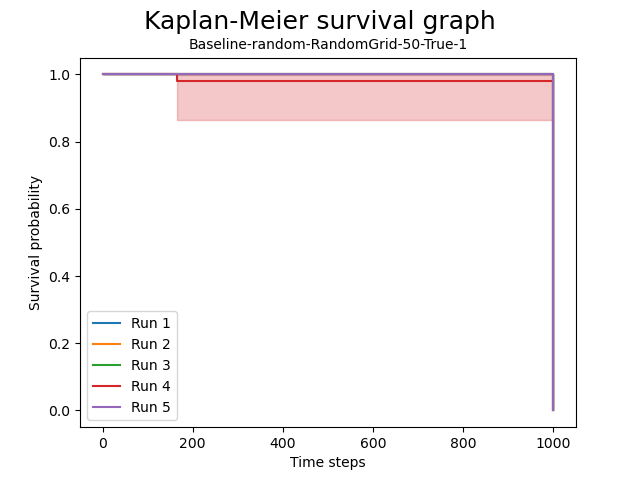 Kaplan-Meier survival graph
Baseline-random-RandomGrid-50-True-1
1.0
0.8
0.6
0.4
0.2
0.0
Survival probability
Run 1
Run 2
Run 3
Run 4
Run 5
0
200
400
600
800
1000
Time steps